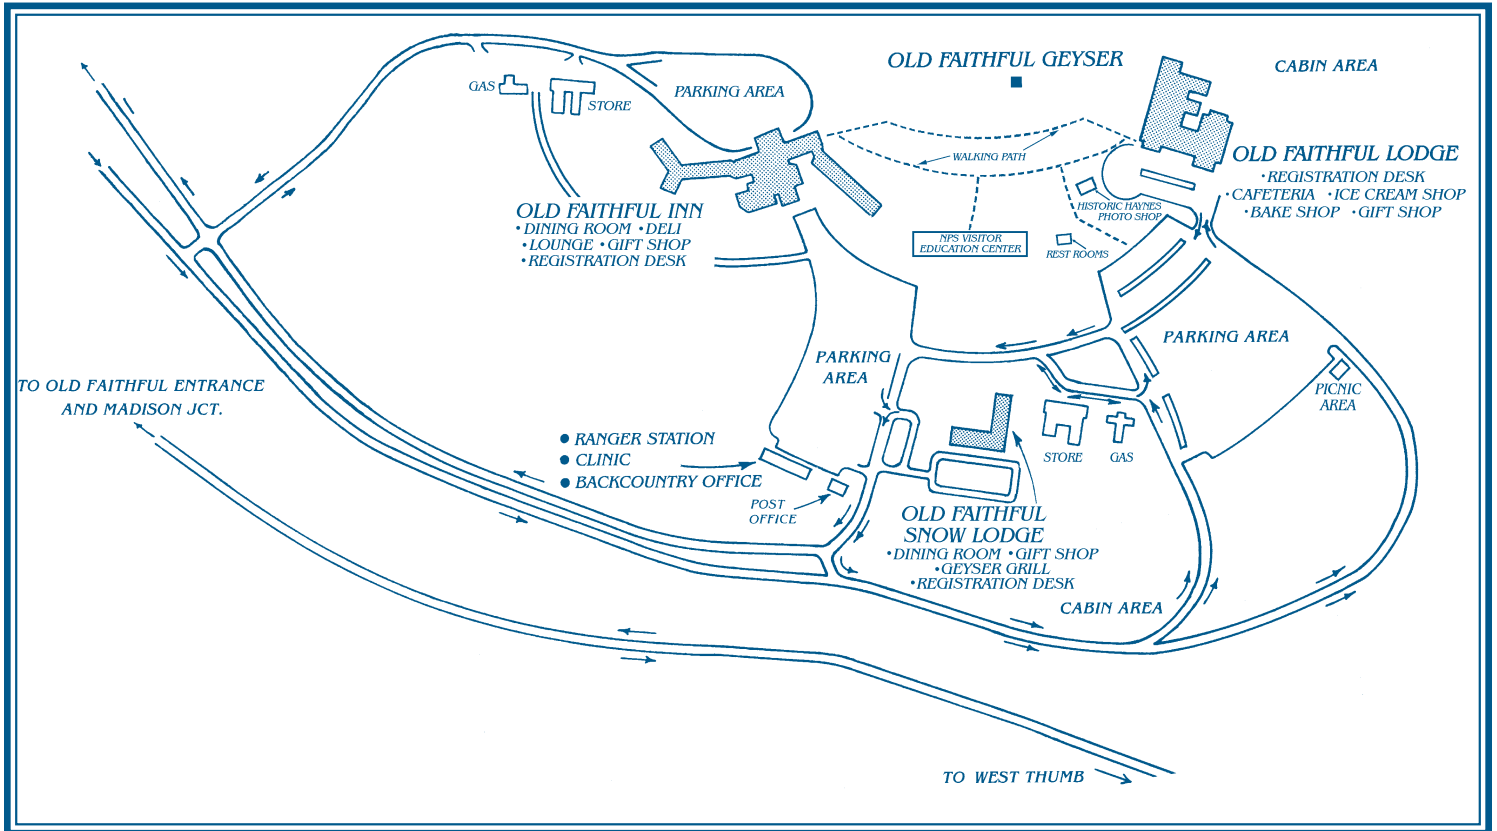 OLD FAITHFUL GEYSER
CABIN AREA
GAS
STORE
PARKING AREA
WALKING PATH
OLD FAITHFUL LODGE
•REGISTRATION DESK
•CAFETERIA •ICE CREAM SHOP
•BAKE SHOP •GIFT SHOP
HISTORIC HAYNES
PHOTO SHOP
OLD FAITHFUL INN
•DINING ROOM •DELI
•LOUNGE •GIFT SHOP
•REGISTRATION DESK
NPS VISITOR
EDUCATION CENTER
REST ROOMS
PARKING AREA
PARKING
AREA
TO OLD FAITHFUL ENTRANCE
AND MADISON JCT.
PICNIC
AREA
• RANGER STATION
• CLINIC
• BACKCOUNTRY OFFICE
STORE
GAS
POST
OFFICE
OLD FAITHFUL
SNOW LODGE
•DINING ROOM •GIFT SHOP
•GEYSER GRILL
•REGISTRATION DESK
CABIN AREA
TO WEST THUMB